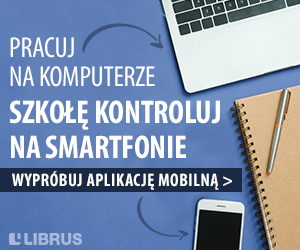 PRACUJ
NA KOMPUTERZE
SZKOŁĘ KONTROLUJ
NA SMARTFONIE
WYPRÓBUJ APLIKACJĘ MOBILNĄ >
LIBRUS